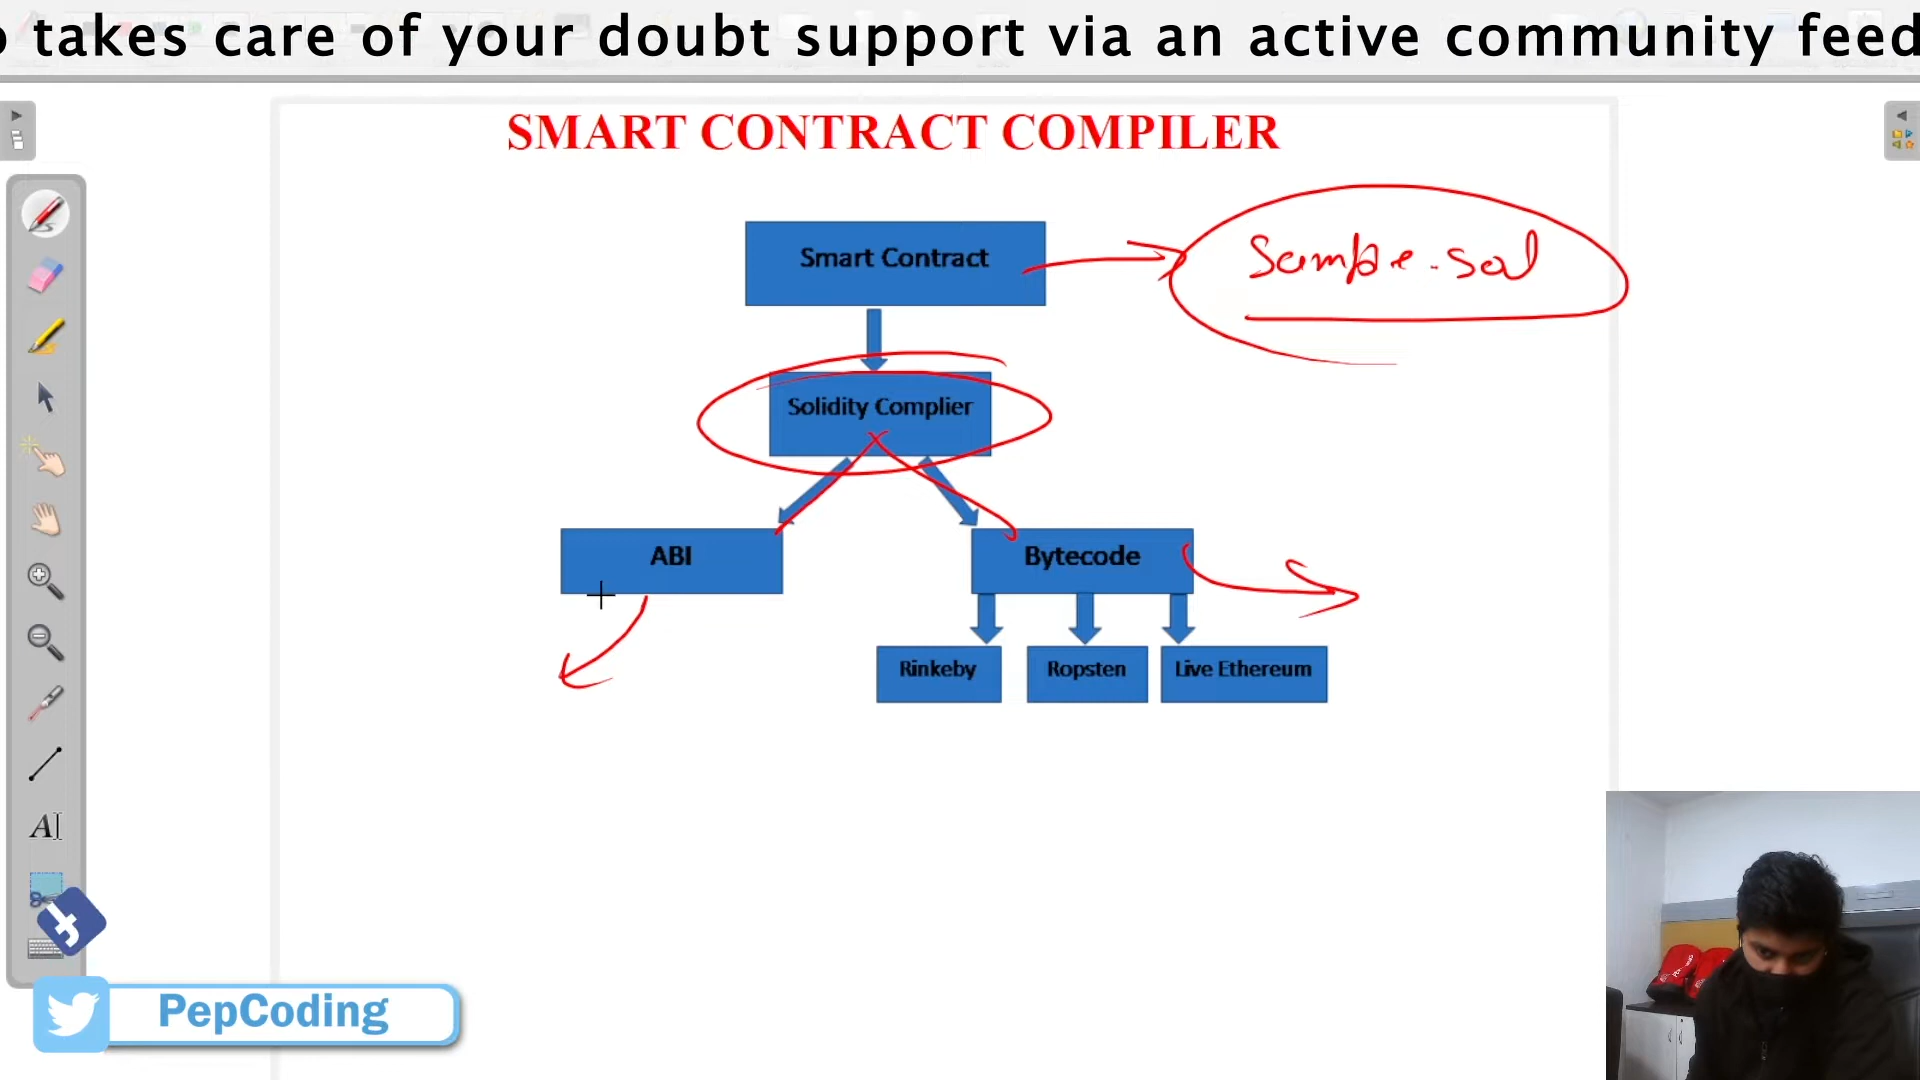 takes care of your doubt support via an active community feed
SMART CONTRACT COMPILER
Smart Contract
Sample.sol
Solidity Complier
ABI
Bytecode
Rinkeby
Ropsten
Live Ethereum
PepCoding